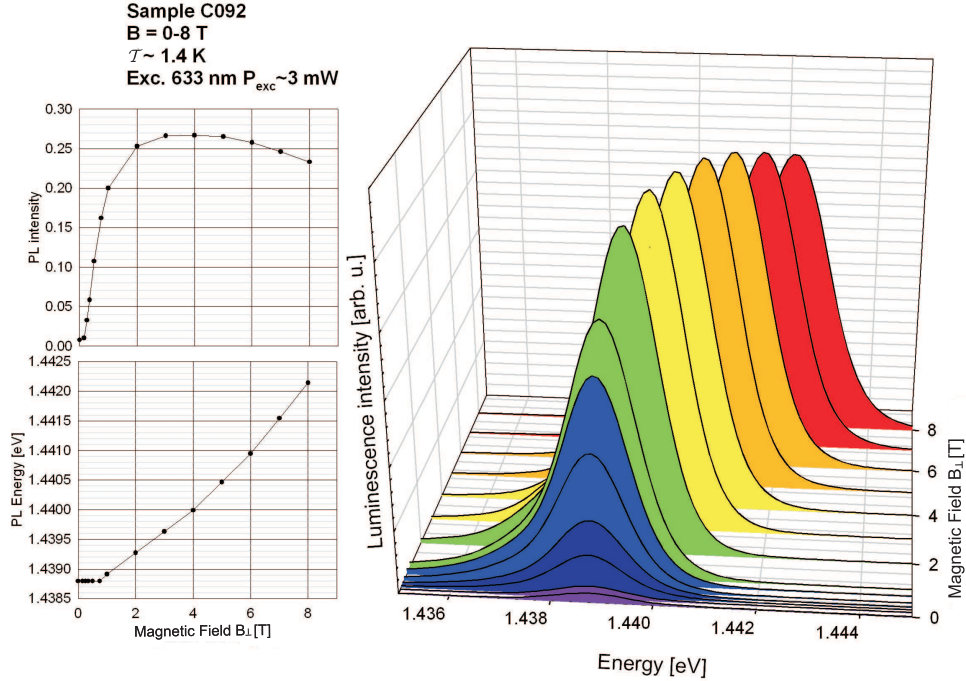 Sample C092
B = 0-8 T
T ~ 1.4 K
Exc. 633 nm Pexc~3 mW
PL intensity
0.30
0.25
0.20
0.15
0.10
0.05
0.00
PL Energy [eV]
1.4425
1.4420
1.4415
1.4410
1.4405
1.4400
1.4395
1.4390
1.4385
0 2 4 6 8
Magnetic Field B⊥[T]
Luminescence intensity [arb. u.]
1.436 1.438 1.440 1.442 1.444
Energy [eV]
8
6
4
2
0
Magnetic Field B⊥[T]